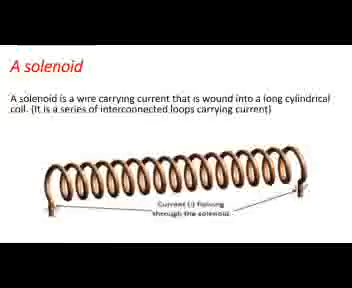 A solenoid
A solenoid is a wire carrying current that is wound into a long cylindrical
coil. (It is a series of interconnected loops carrying current)
Current (I) flowing
through the solenoid.